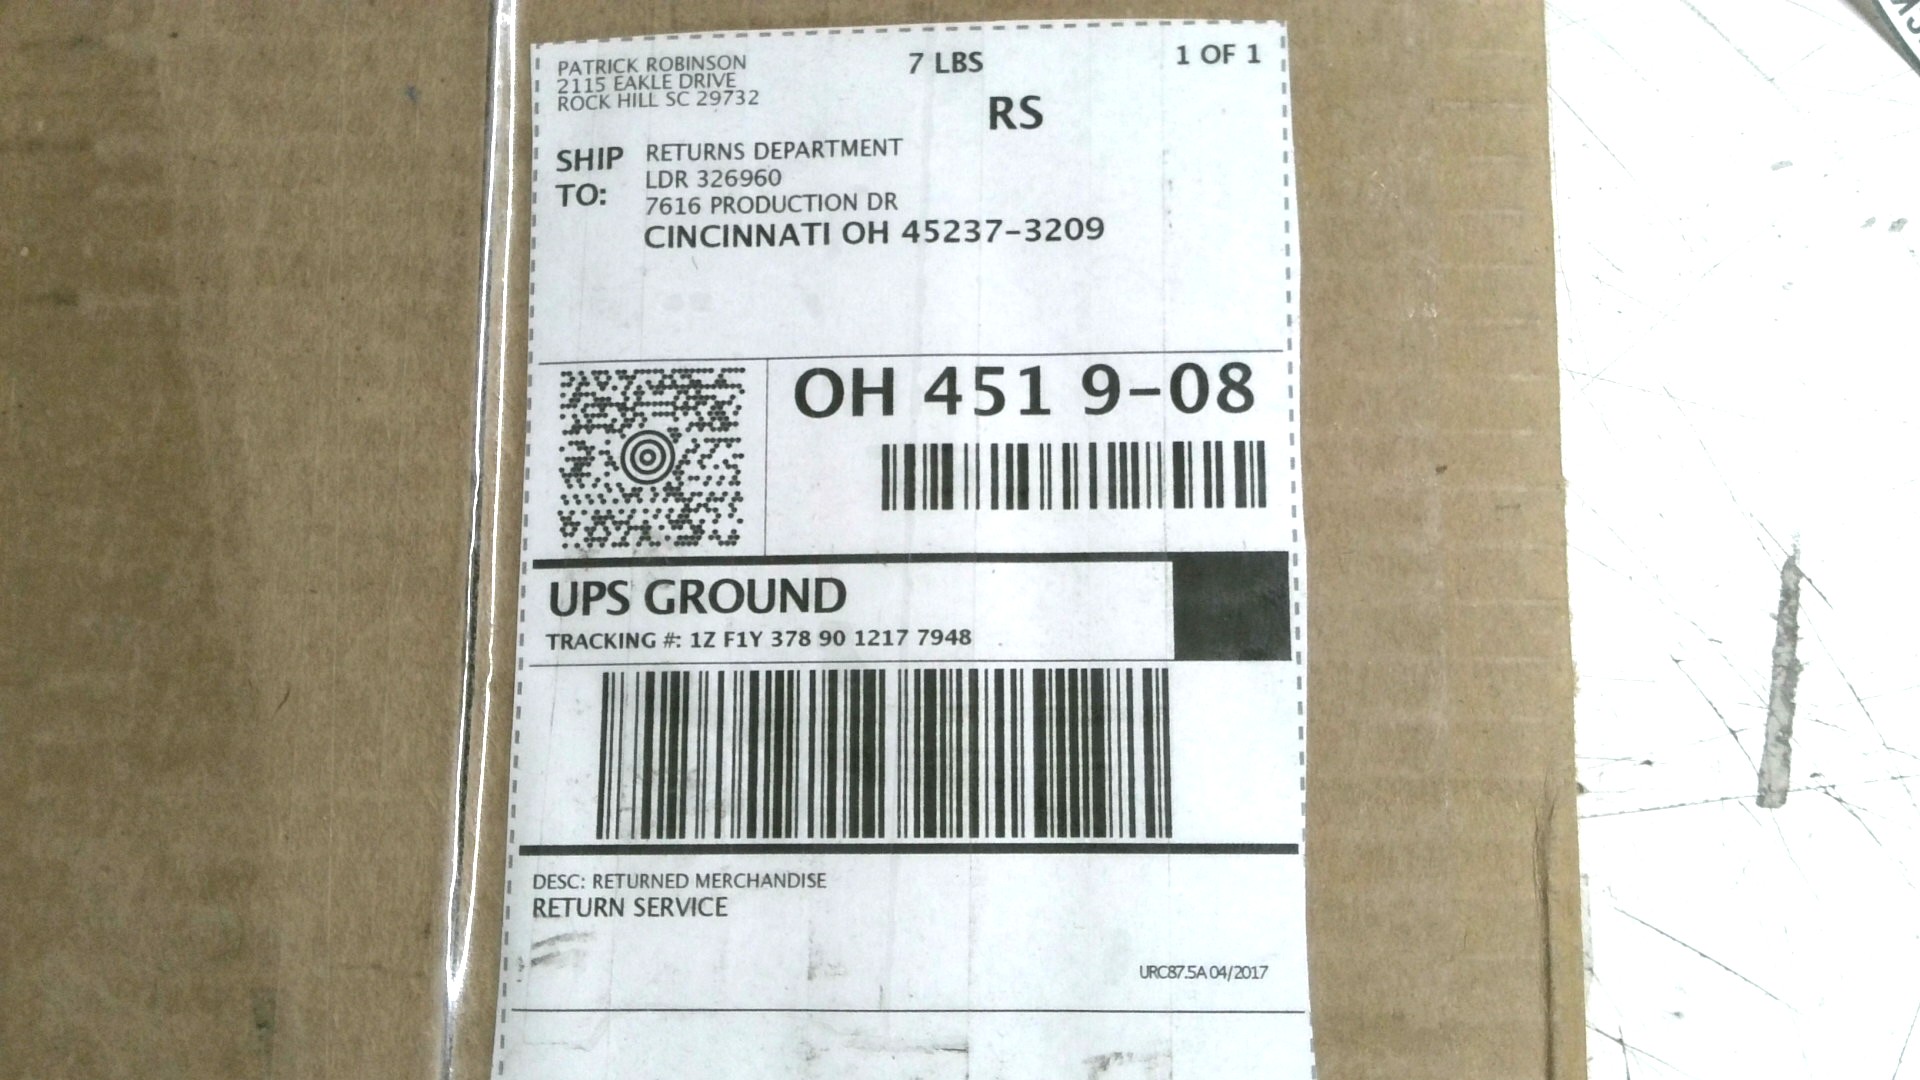 PATRICK ROBINSON
2115 EAKLE DRIVE
ROCK HILL SC 29732
7 LBS
1 OF 1
RS
SHIP TO:
RETURNS DEPARTMENT
LDR 326960
7616 PRODUCTION DR
CINCINNATI OH 45237-3209
OH 451 9-08
UPS GROUND
TRACKING #: 1Z F1Y 378 90 1217 7948
DESC: RETURNED MERCHANDISE
RETURN SERVICE
URC87.5A 04/2017